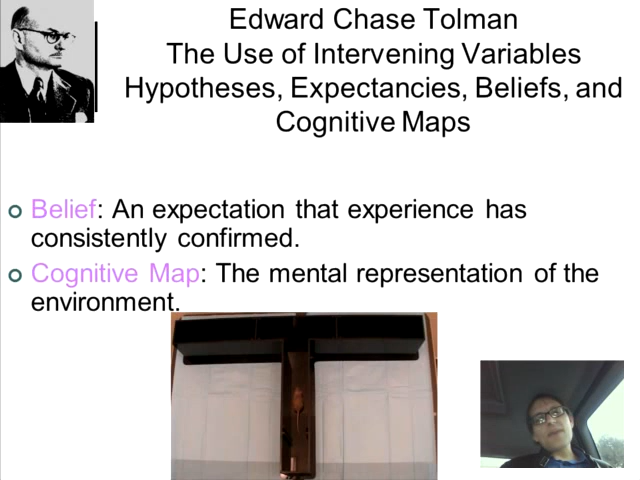 Edward Chase Tolman
The Use of Intervening Variables
Hypotheses, Expectancies, Beliefs, and
Cognitive Maps
Belief: An expectation that experience has
consistently confirmed.
Cognitive Map: The mental representation of the
environment.